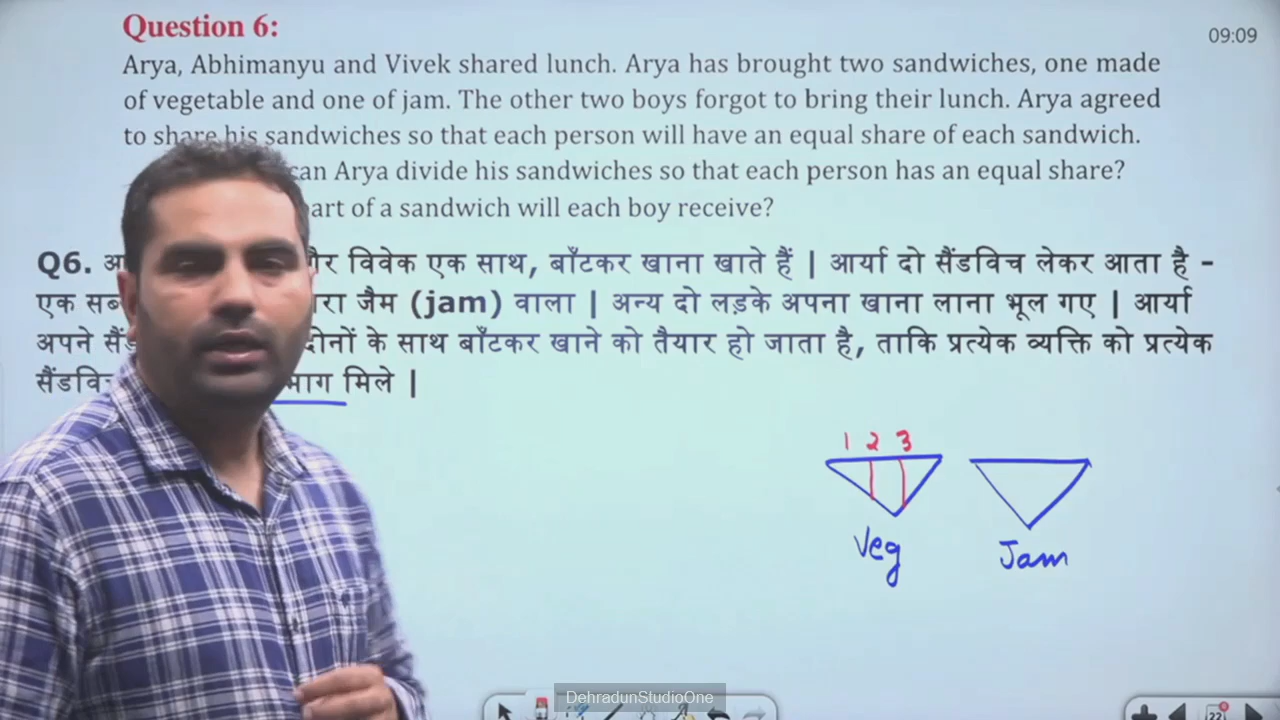 Question 6:
09:09
Arya, Abhimanyu and Vivek shared lunch. Arya has brought two sandwiches, one made
of vegetable and one of jam. The other two boys forgot to bring their lunch. Arya agreed
to share his sandwiches so that each person will have an equal share of each sandwich.
can Arya divide his sandwiches so that each person has an equal share?
part of a sandwich will each boy receive?
Q6. और विवेक एक साथ, बाँटकर खाना खाते हैं | आर्या दो सैंडविच लेकर आता है -
एक जैम (jam) वाला | अन्य दो लड़के अपना खाना लाना भूल गए | आर्या
अपने दोनों के साथ बाँटकर खाने को तैयार हो जाता है, ताकि प्रत्येक व्यक्ति को प्रत्येक
भाग मिले |
1 2 3
Veg Jam
DehradunStudioOne
22